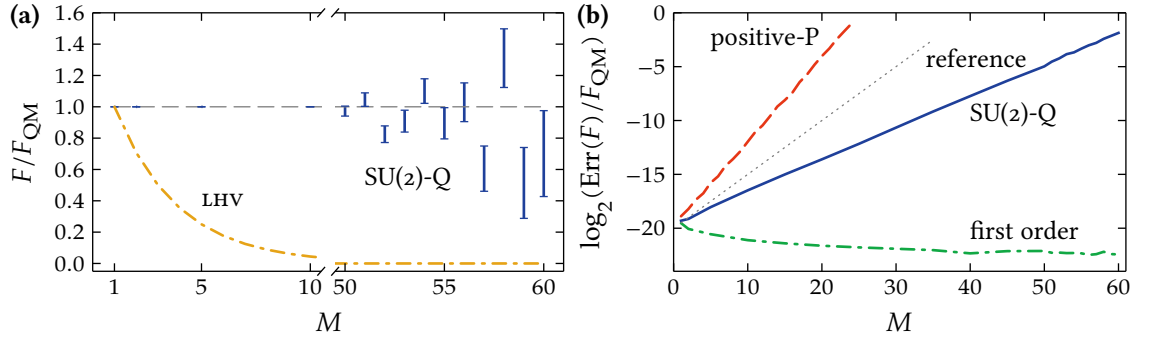 (a)
1.6
1.4
1.2
1.0
0.8
0.6
0.4
0.2
0.0
F/F_QM
LHV
SU(2)-Q
1 5 10 50 55 60
M
(b)
0
−5
−10
−15
−20
log₂(Err(F)/F_QM)
positive-P
reference
SU(2)-Q
first order
0 10 20 30 40 50 60
M